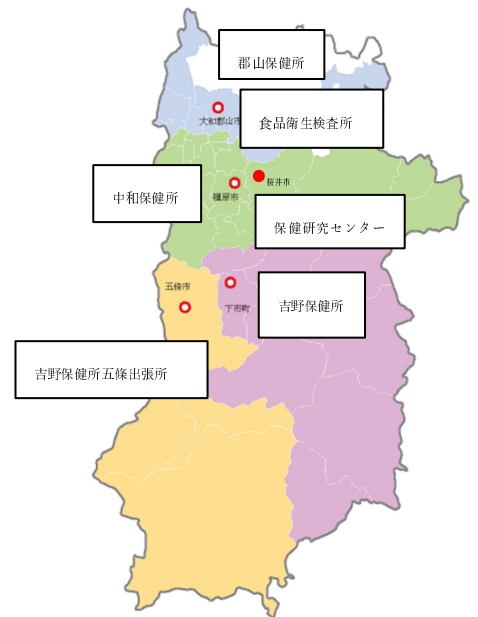 郡山保健所
大和郡山市
食品衛生検査所
桜井市
中和保健所
橿原市
保健研究センター
五條市
下市町
吉野保健所
吉野保健所五條出張所